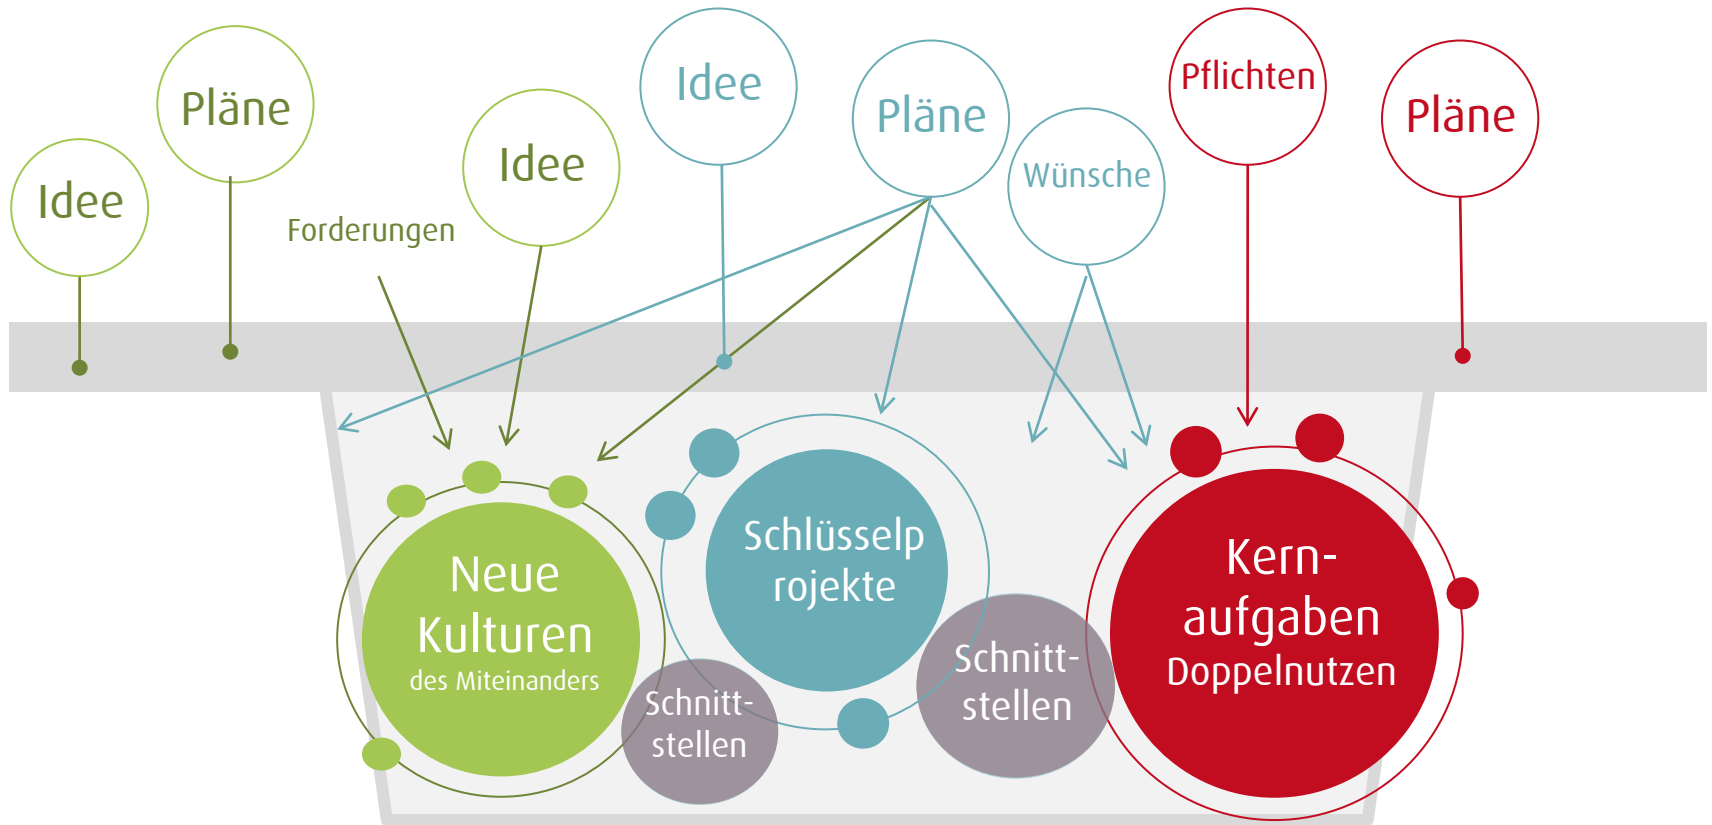 Idee
Pläne
Forderungen
Idee
Idee
Pläne
Wünsche
Pflichten
Pläne
Neue
Kulturen
des Miteinanders
Schnitt-
stellen
Schlüsselp
rojekte
Schnitt-
stellen
Kern-
aufgaben
Doppelnutzen